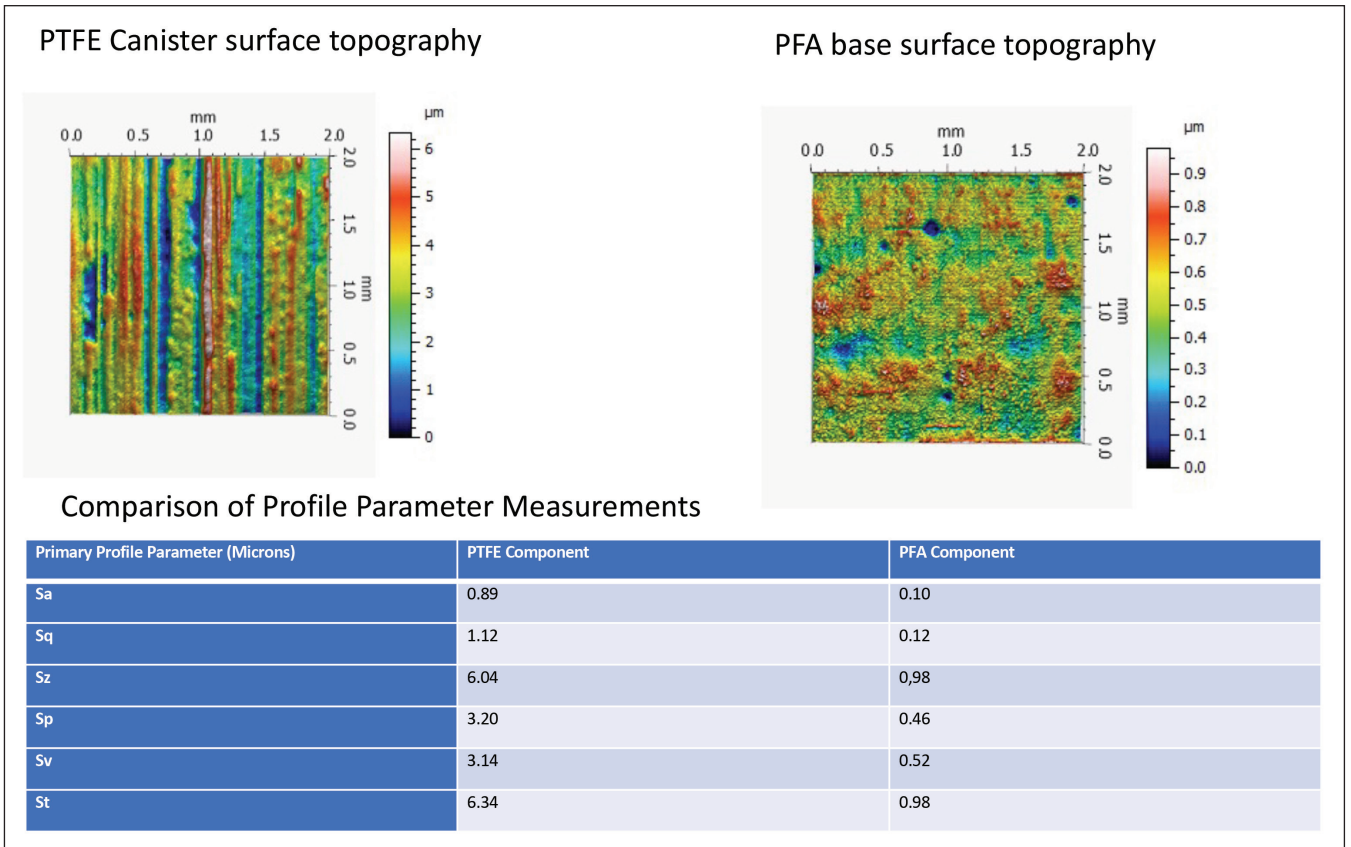 PTFE Canister surface topography
PFA base surface topography
mm
0.0 0.5 1.0 1.5 2.0
2.0
1.5
1.0
mm
0.5
0.0
µm
6
5
4
3
2
1
0
mm
0.0 0.5 1.0 1.5 2.0
2.0
1.5
1.0
mm
0.5
0.0
µm
0.9
0.8
0.7
0.6
0.5
0.4
0.3
0.2
0.1
0.0
Comparison of Profile Parameter Measurements
Primary Profile Parameter (Microns) PTFE Component PFA Component
Sa 0.89 0.10
Sq 1.12 0.12
Sz 6.04 0,98
Sp 3.20 0.46
Sv 3.14 0.52
St 6.34 0.98